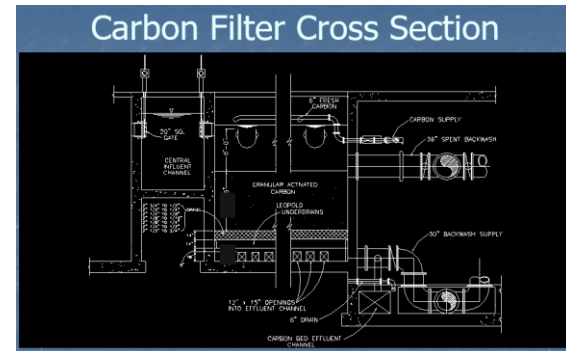 Carbon Filter Cross Section
8" FRESH
CARBON
CARBON SUPPLY
20" SQ.
GATE
36" SPENT BACKWASH
CENTRAL
INFLUENT
CHANNEL
GRANULAR ACTIVATED
CARBON
LEOPOLD
UNDERDRAINS
30" BACKWASH SUPPLY
12" x 15" OPENINGS
INTO EFFLUENT CHANNEL
6" DRAIN
CARBON BED EFFLUENT
CHANNEL